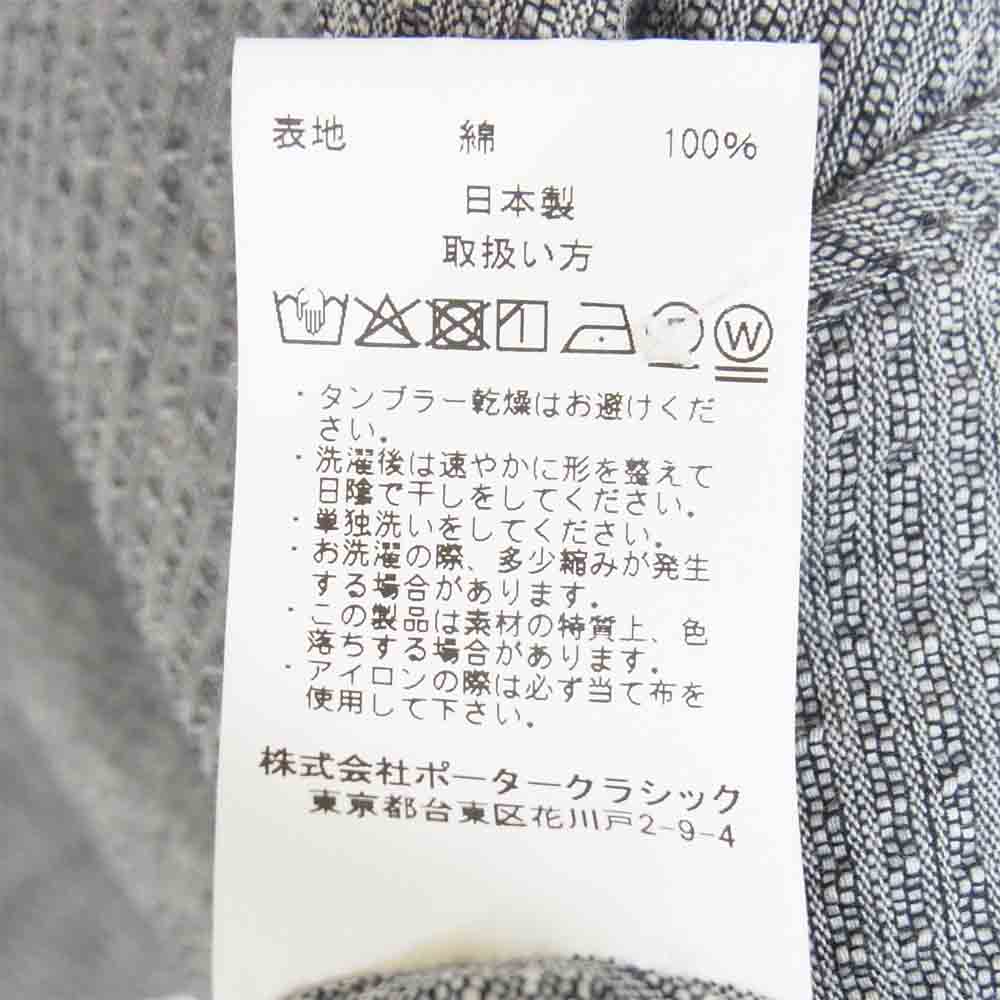 表地 綿 100%
日本製
取扱い方
W
・タンブラー乾燥はお避けくだ
さい。
・洗濯後は速やかに形を整えて
日陰で干しをしてください。
・単独洗いをしてください。
・お洗濯の際、多少縮みが発生
する場合があります。
・この製品は素材の特質上、色
落ちする場合があります。
・アイロンの際は必ず当て布を
使用して下さい。
株式会社ポータークラシック
東京都台東区花川戸2-9-4